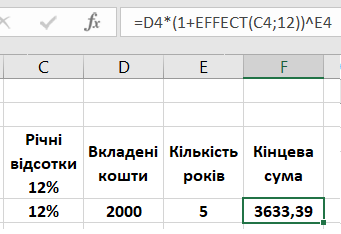 fx =D4*(1+EFFECT(C4;12))^E4
C D E F
Річні
відсотки
12%
Вкладені
кошти
Кількість
років
Кінцева
сума
12% 2000 5 3633,39